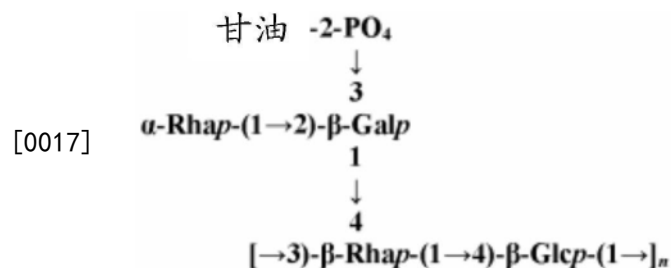 甘油 -2-PO₄
↓
3
[0017] α-Rhap-(1→2)-β-Galp
1
↓
4
[→3)-β-Rhap-(1→4)-β-Glcp-(1→]ₙ